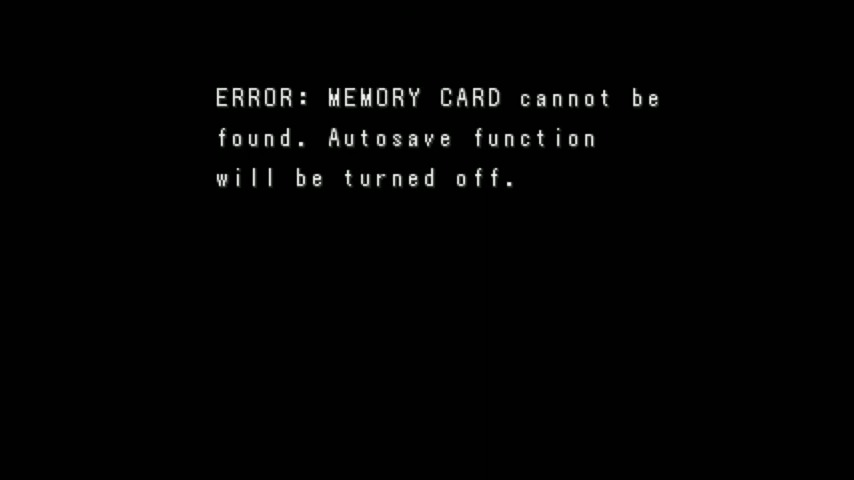 ERROR: MEMORY CARD cannot be
found. Autosave function
will be turned off.